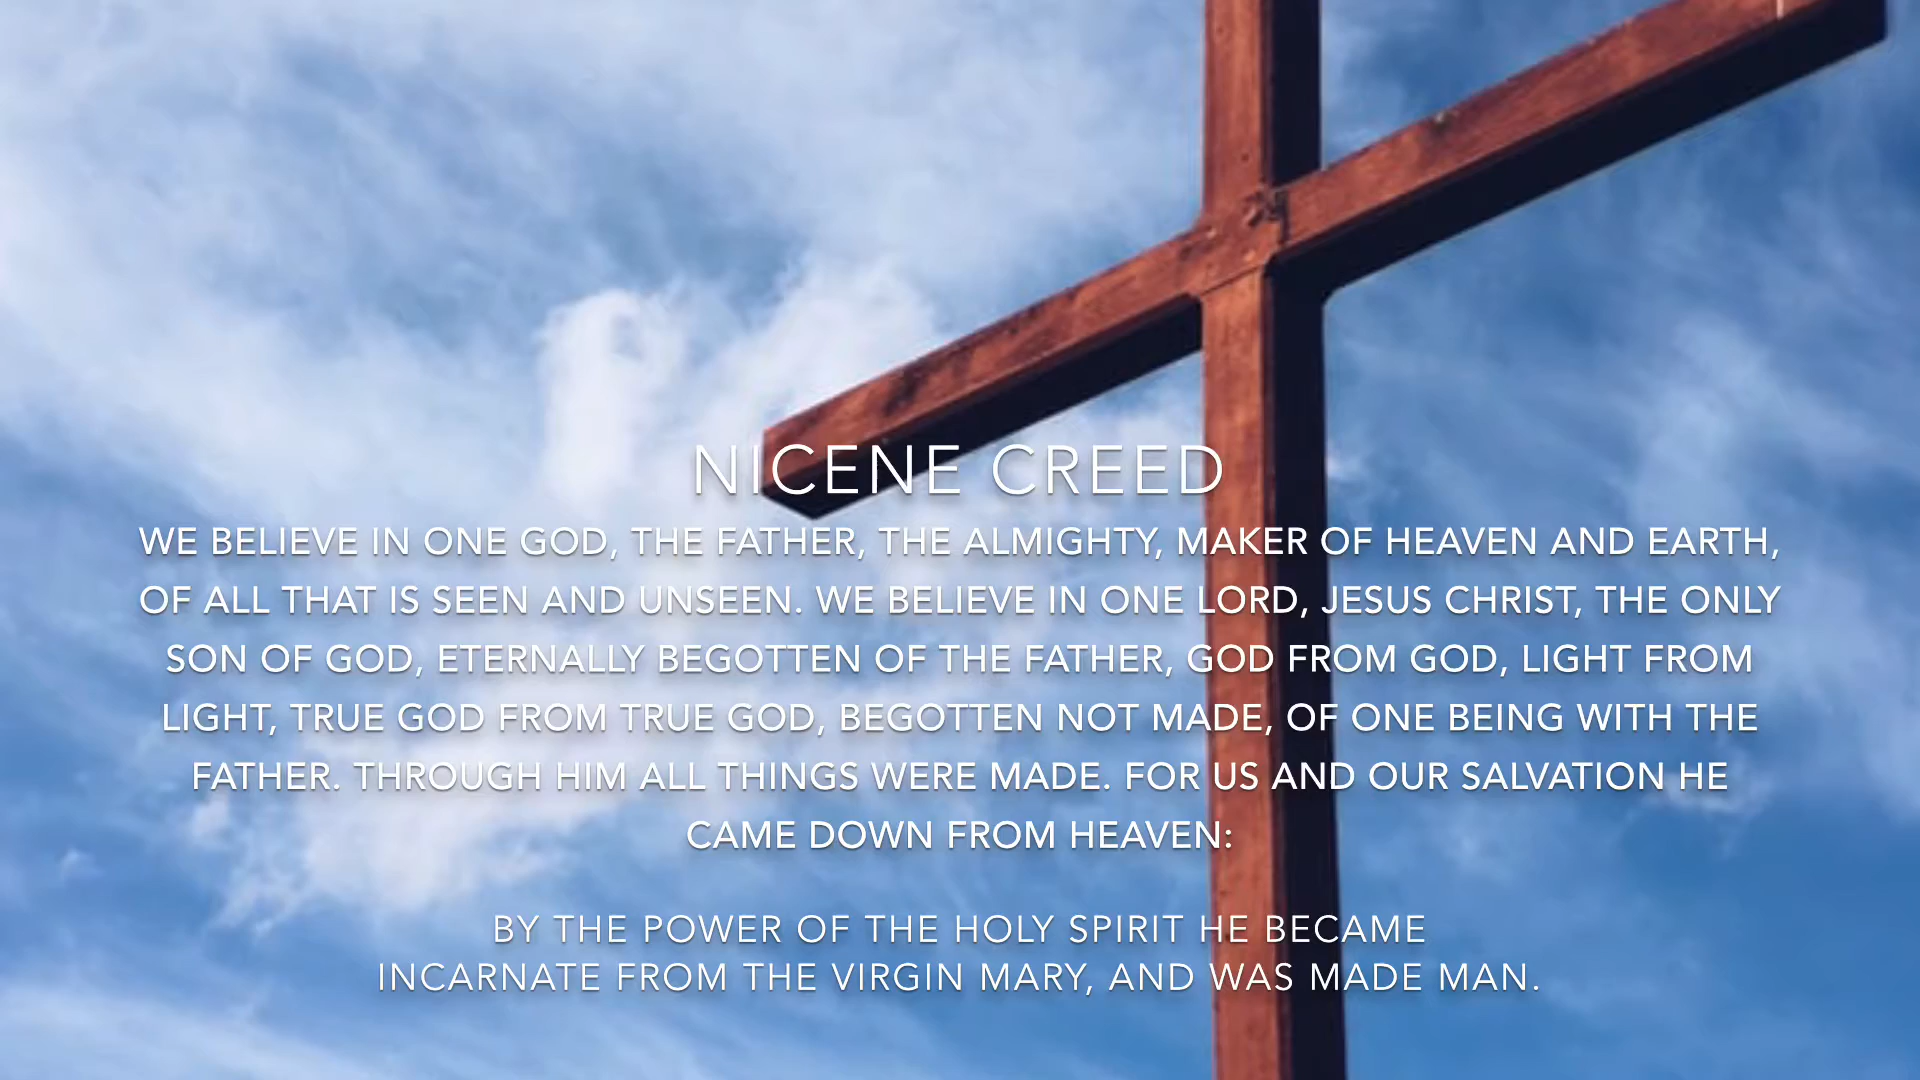 NICENE CREED
WE BELIEVE IN ONE GOD, THE FATHER, THE ALMIGHTY, MAKER OF HEAVEN AND EARTH,
OF ALL THAT IS SEEN AND UNSEEN. WE BELIEVE IN ONE LORD, JESUS CHRIST, THE ONLY
SON OF GOD, ETERNALLY BEGOTTEN OF THE FATHER, GOD FROM GOD, LIGHT FROM
LIGHT, TRUE GOD FROM TRUE GOD, BEGOTTEN NOT MADE, OF ONE BEING WITH THE
FATHER. THROUGH HIM ALL THINGS WERE MADE. FOR US AND OUR SALVATION HE
CAME DOWN FROM HEAVEN:
BY THE POWER OF THE HOLY SPIRIT HE BECAME
INCARNATE FROM THE VIRGIN MARY, AND WAS MADE MAN.